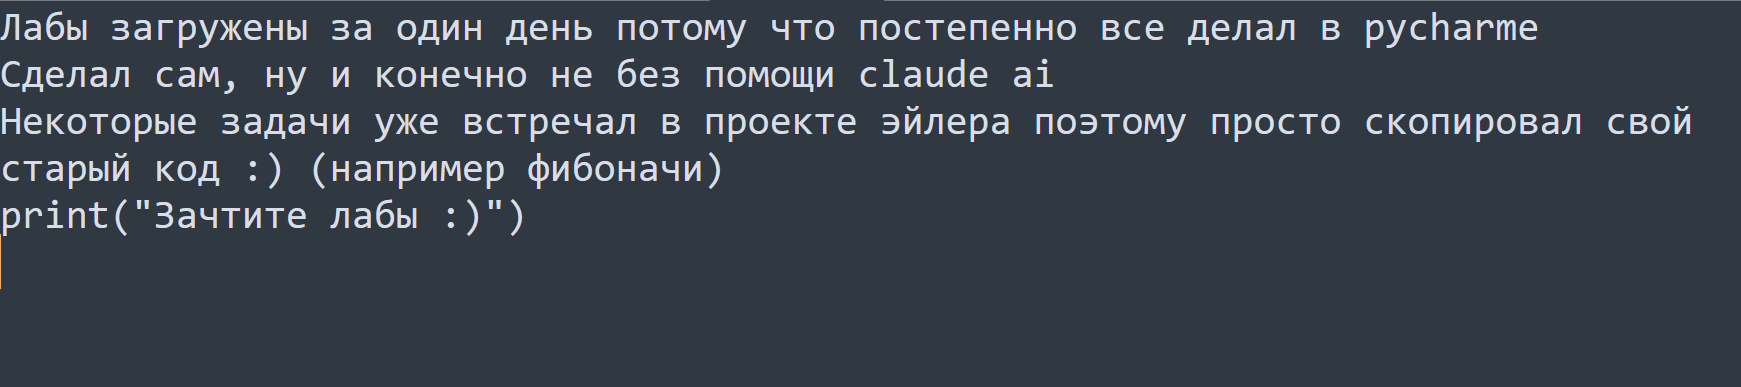 Лабы загружены за один день потому что постепенно все делал в pycharme
Сделал сам, ну и конечно не без помощи claude ai
Некоторые задачи уже встречал в проекте эйлера поэтому просто скопировал свой
старый код :) (например фибоначи)
print("Зачтите лабы :)")